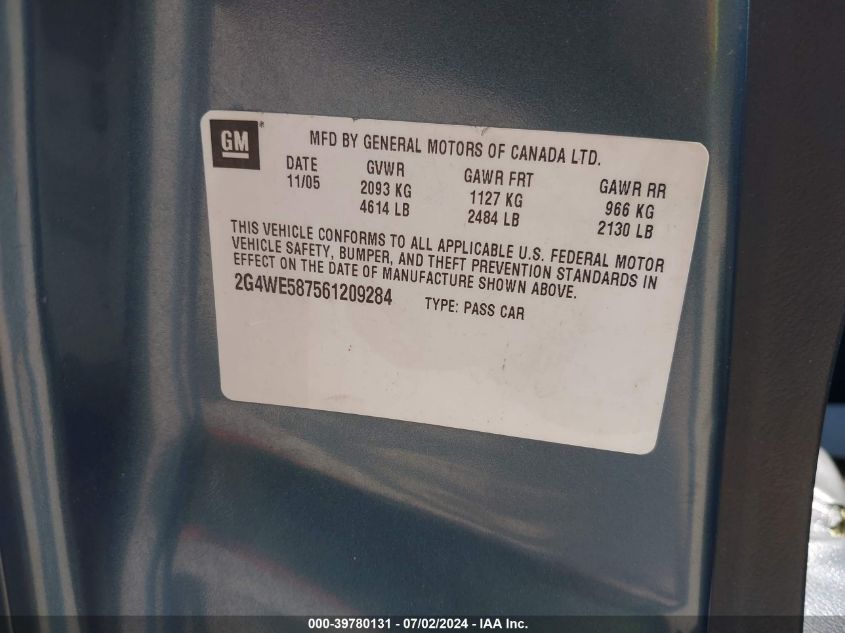 GM
MFD BY GENERAL MOTORS OF CANADA LTD.
DATE GVWR GAWR FRT GAWR RR
11/05 2093 KG 1127 KG 966 KG
4614 LB 2484 LB 2130 LB
THIS VEHICLE CONFORMS TO ALL APPLICABLE U.S. FEDERAL MOTOR
VEHICLE SAFETY, BUMPER, AND THEFT PREVENTION STANDARDS IN
EFFECT ON THE DATE OF MANUFACTURE SHOWN ABOVE.
2G4WE587561209284 TYPE: PASS CAR
000-39780131 - 07/02/2024 - IAA Inc.